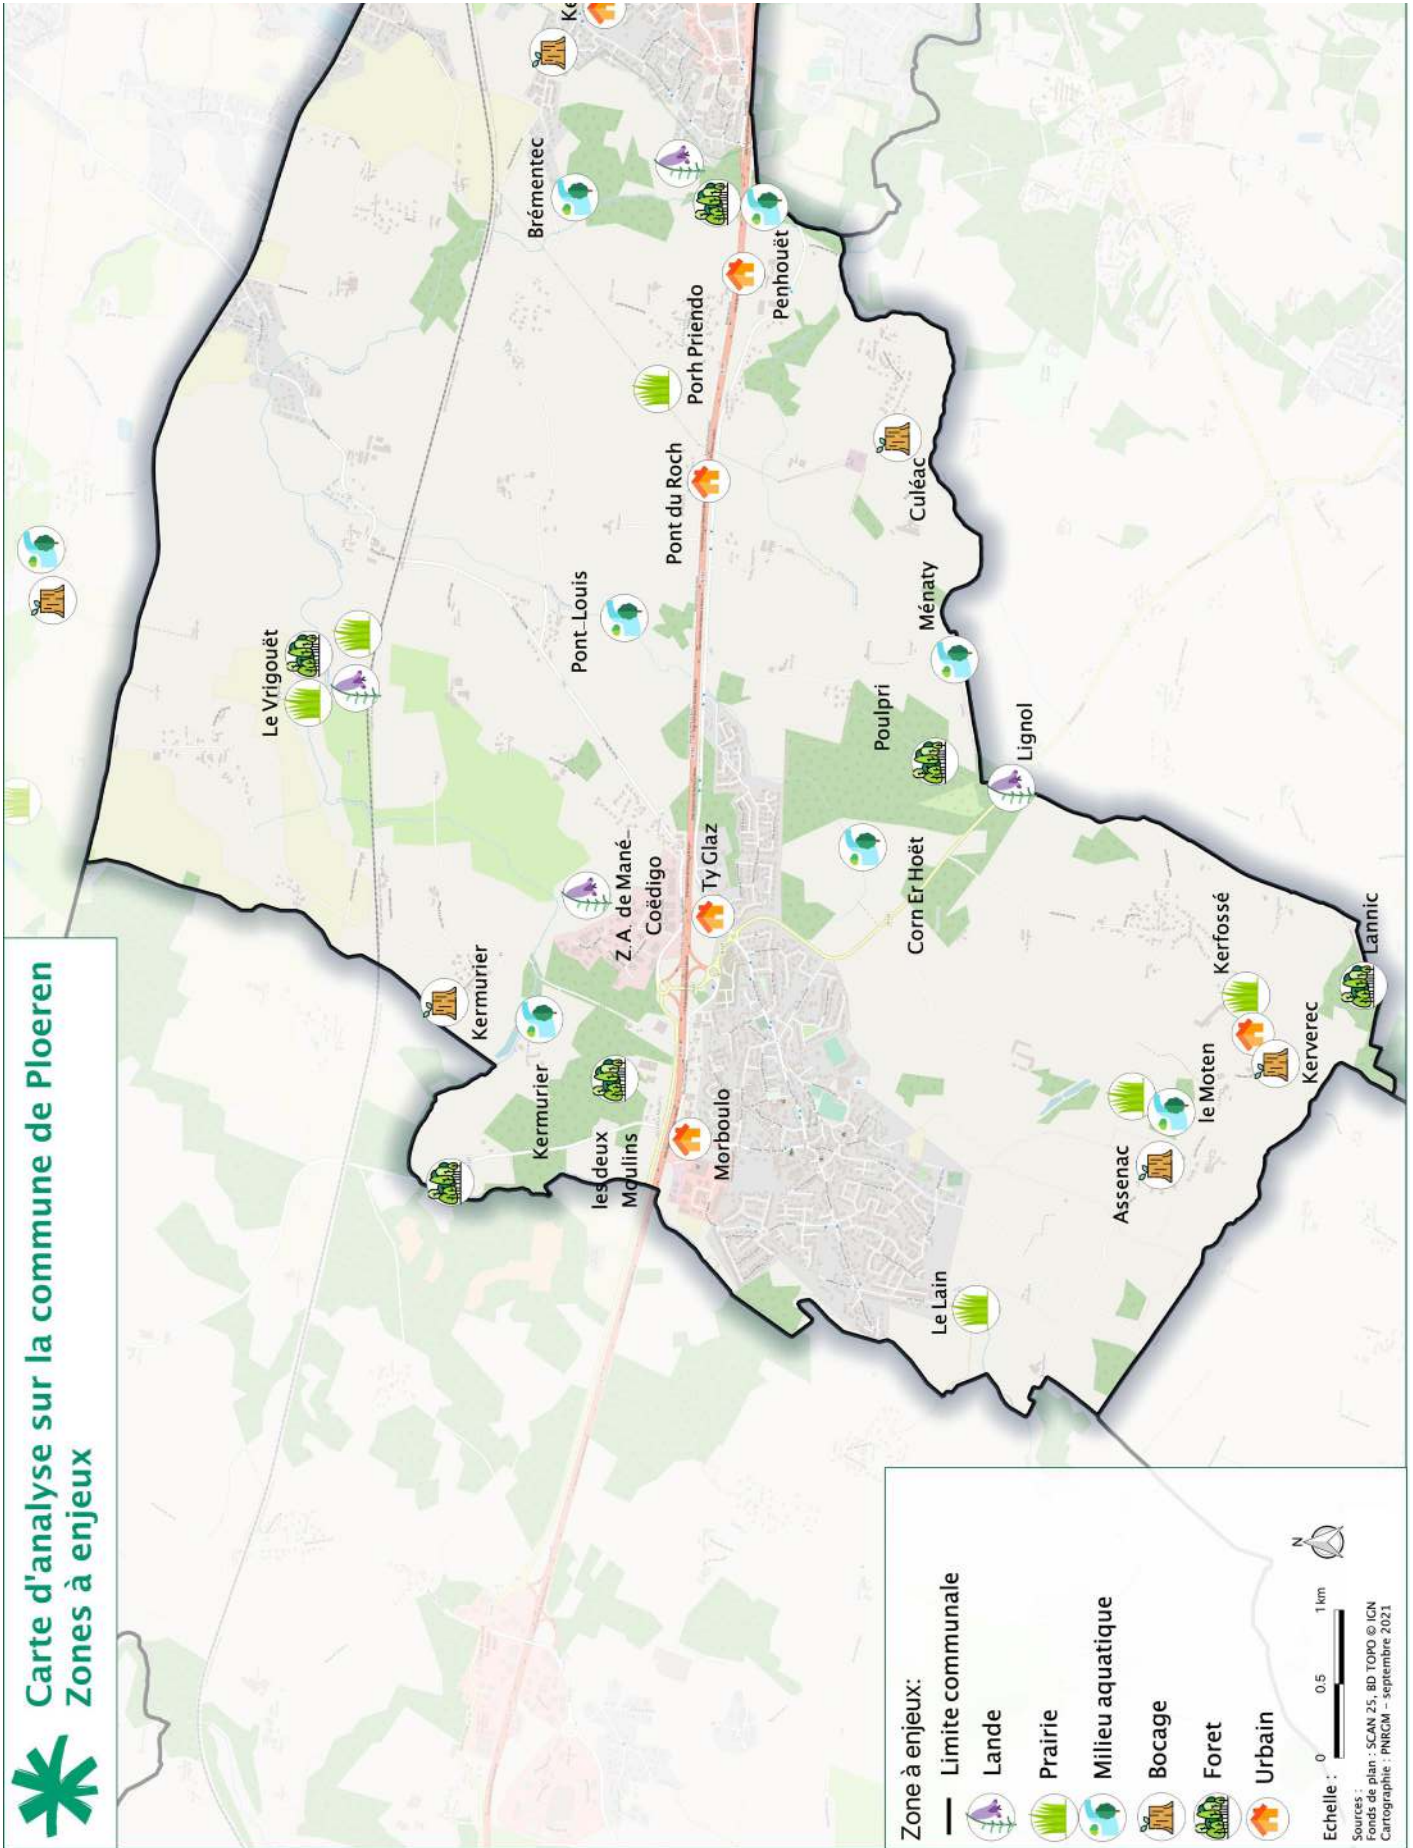 Carte d'analyse sur la commune de Ploeren
Zones à enjeux
Le Vrigouët
Brémentec
Ke
Kermurier
Kermurier
Pont-Louis
Porh Priendo
Penhouët
Z.A. de Mané-
Coëdigo
Pont du Roch
les deux
Moulins
Ty Glaz
Morboulo
Poulpri
Ménaty
Culéac
Corn Er Hoët
Lignol
Le Lain
Assenac
le Moten
Kerfossé
Kerverec
Lannic
Zone à enjeux:
Limite communale
Lande
Prairie
Milieu aquatique
Bocage
Foret
Urbain
N
Echelle :
0 0.5 1 km
Sources :
Fonds de plan : SCAN 25, BD TOPO © IGN
Cartographie : PNRGM – septembre 2021